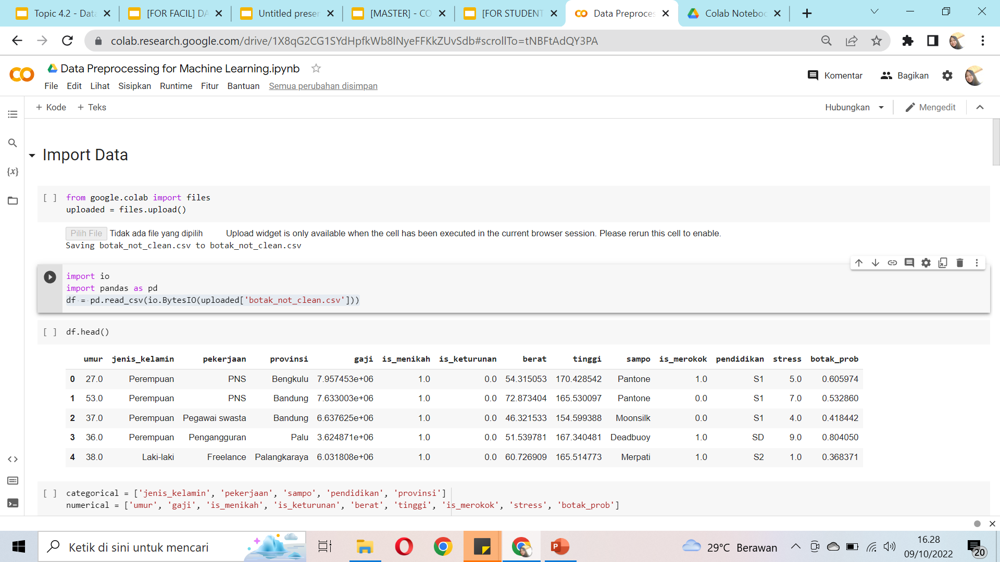 Topic 4.2 - Data
[FOR FACIL] DA
Untitled preser
[MASTER] - CO
[FOR STUDENT
Data Preproces
Colab Noteboo
colab.research.google.com/drive/1X8qG2CG1SYdHpfkWb8lNyeFFKkZUvSdb#scrollTo=tNBFtAdQY3PA
CO Data Preprocessing for Machine Learning.ipynb
File Edit Lihat Sisipkan Runtime Fitur Bantuan Semua perubahan disimpan
Komentar Bagikan
+ Kode + Teks
Hubungkan Mengedit
{x}
Import Data
[ ] from google.colab import files
uploaded = files.upload()
Pilih File Tidak ada file yang dipilih Upload widget is only available when the cell has been executed in the current browser session. Please rerun this cell to enable.
Saving botak_not_clean.csv to botak_not_clean.csv
import io
import pandas as pd
df = pd.read_csv(io.BytesIO(uploaded['botak_not_clean.csv']))
[ ] df.head()
umur jenis_kelamin pekerjaan provinsi gaji is_menikah is_keturunan berat tinggi sampo is_merokok pendidikan stress botak_prob
0 27.0 Perempuan PNS Bengkulu 7.957453e+06 1.0 0.0 54.315053 170.428542 Pantone 1.0 S1 5.0 0.605974
1 53.0 Perempuan PNS Bandung 7.633003e+06 1.0 0.0 72.873404 165.530097 Pantone 0.0 S1 7.0 0.532860
2 37.0 Perempuan Pegawai swasta Bandung 6.637625e+06 1.0 0.0 46.321533 154.599388 Moonsilk 0.0 S1 4.0 0.418442
3 36.0 Perempuan Pengangguran Palu 3.624871e+06 1.0 0.0 51.539781 167.340481 Deadbuoy 1.0 SD 9.0 0.804050
4 38.0 Laki-laki Freelance Palangkaraya 6.031808e+06 1.0 0.0 60.726909 165.514773 Merpati 1.0 S2 1.0 0.368371
[ ] categorical = ['jenis_kelamin', 'pekerjaan', 'sampo', 'pendidikan', 'provinsi']
numerical = ['umur', 'gaji', 'is_menikah', 'is_keturunan', 'berat', 'tinggi', 'is_merokok', 'stress', 'botak_prob']
Ketik di sini untuk mencari
29°C Berawan
16.28
09/10/2022
20